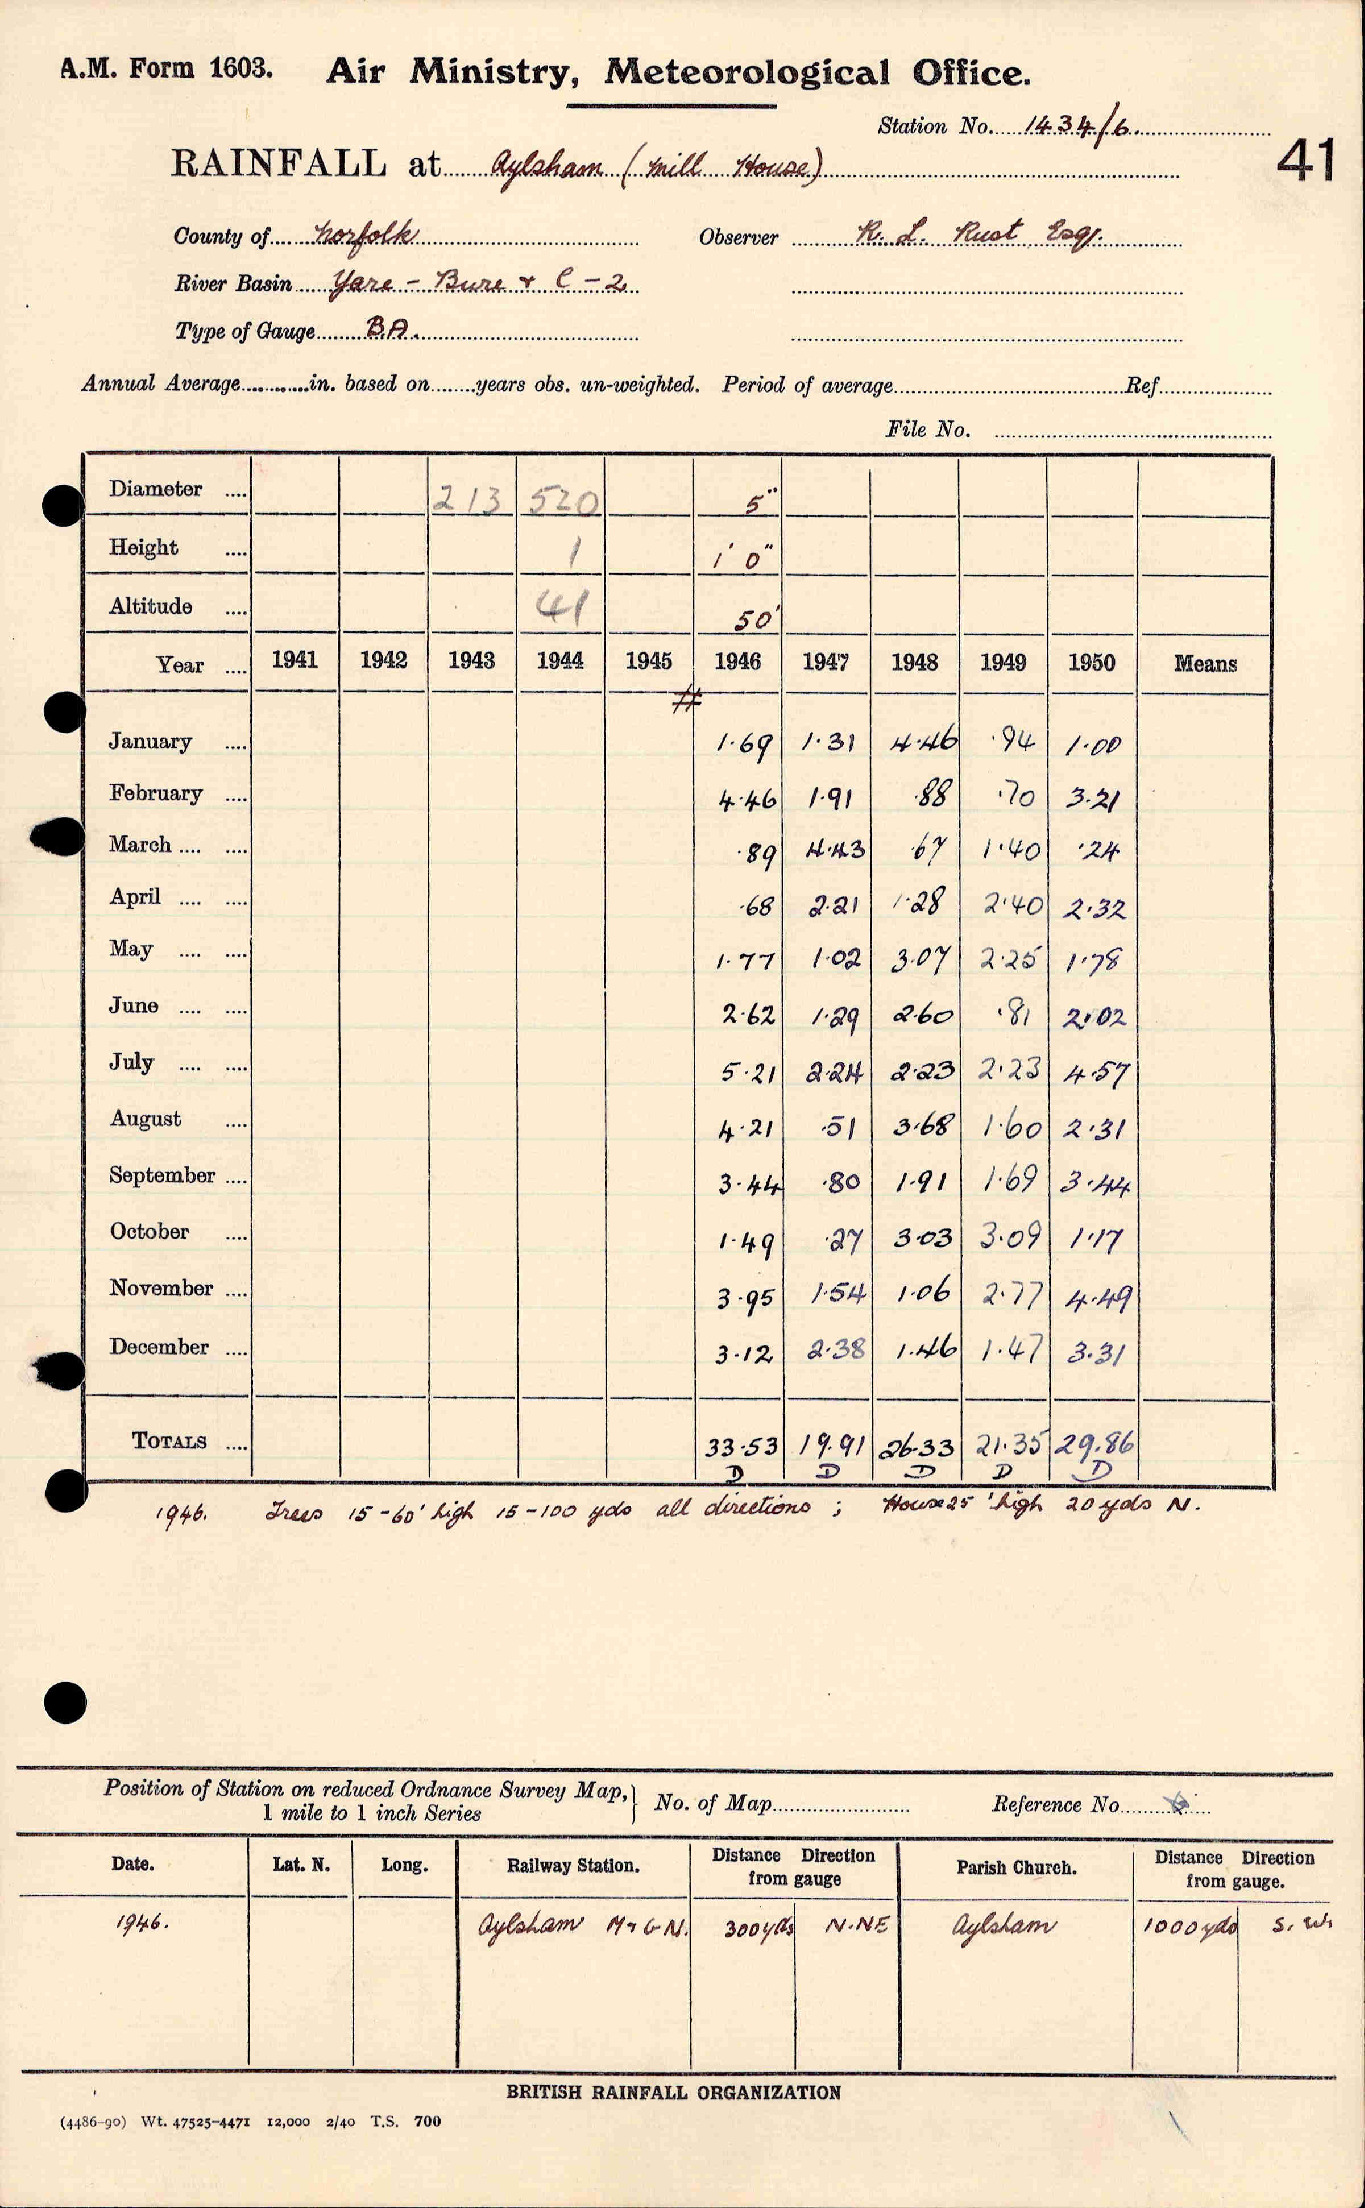 A.M. Form 1603. Air Ministry, Meteorological Office.
Station No. 1434/6.
41
RAINFALL at Aylsham (Mill House)
County of Norfolk Observer R. L. Rust Esq.
River Basin Yare - Bure & C - 2
Type of Gauge B.A.
Annual Average in. based on years obs. un-weighted. Period of average Ref
File No.
Diameter 213 520 5"
Height 1 1' 0"
Altitude 41 50'
Year 1941 1942 1943 1944 1945 1946 1947 1948 1949 1950 Means
January 1.69 1.31 4.46 .94 1.00
February 4.46 1.91 .88 .70 3.21
March .89 4.43 .67 1.40 .24
April .68 2.21 1.28 2.40 2.32
May 1.77 1.02 3.07 2.25 1.78
June 2.62 1.29 2.60 .81 2.02
July 5.21 2.24 2.23 2.23 4.57
August 4.21 .51 3.68 1.60 2.31
September 3.44 .80 1.91 1.69 3.44
October 1.49 .27 3.03 3.09 1.17
November 3.95 1.54 1.06 2.77 4.49
December 3.12 2.38 1.46 1.47 3.31
TOTALS 33.53 19.91 26.33 21.35 29.86
D D D D D
1946. Trees 15-60' high 15-100 yds all directions ; House 25' high 20 yds N.
Position of Station on reduced Ordnance Survey Map, No. of Map Reference No 6
1 mile to 1 inch Series
Date. Lat. N. Long. Railway Station. Distance Direction from gauge Parish Church. Distance Direction from gauge.
1946. Aylsham M & G N. 300 yds N.NE Aylsham 1000 yds S.W.
BRITISH RAINFALL ORGANIZATION
(4486-90) Wt. 47525-4471 12,000 2/40 T.S. 700